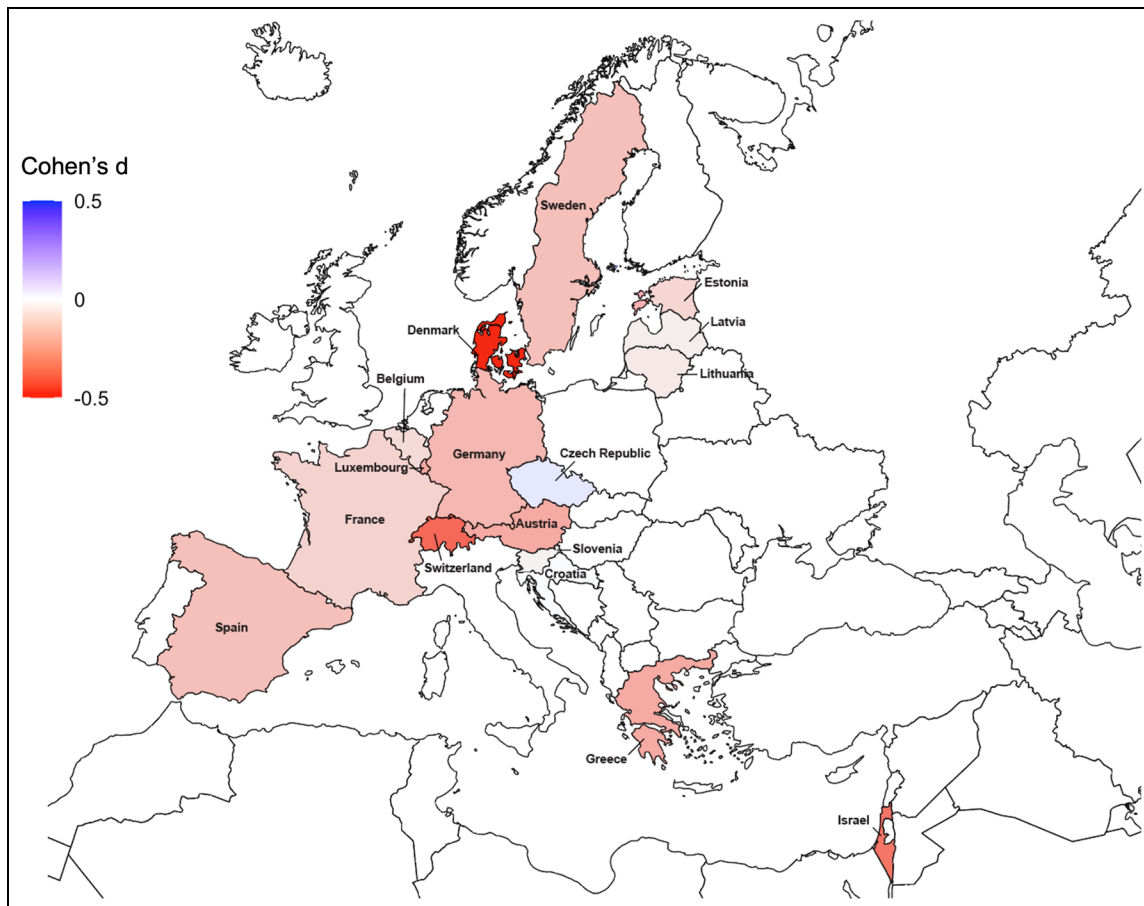 Cohen's d
0.5
0
-0.5
Sweden
Estonia
Latvia
Denmark
Lithuania
Belgium
Germany
Czech Republic
Luxembourg
France
Austria
Slovenia
Switzerland
Croatia
Spain
Greece
Israel